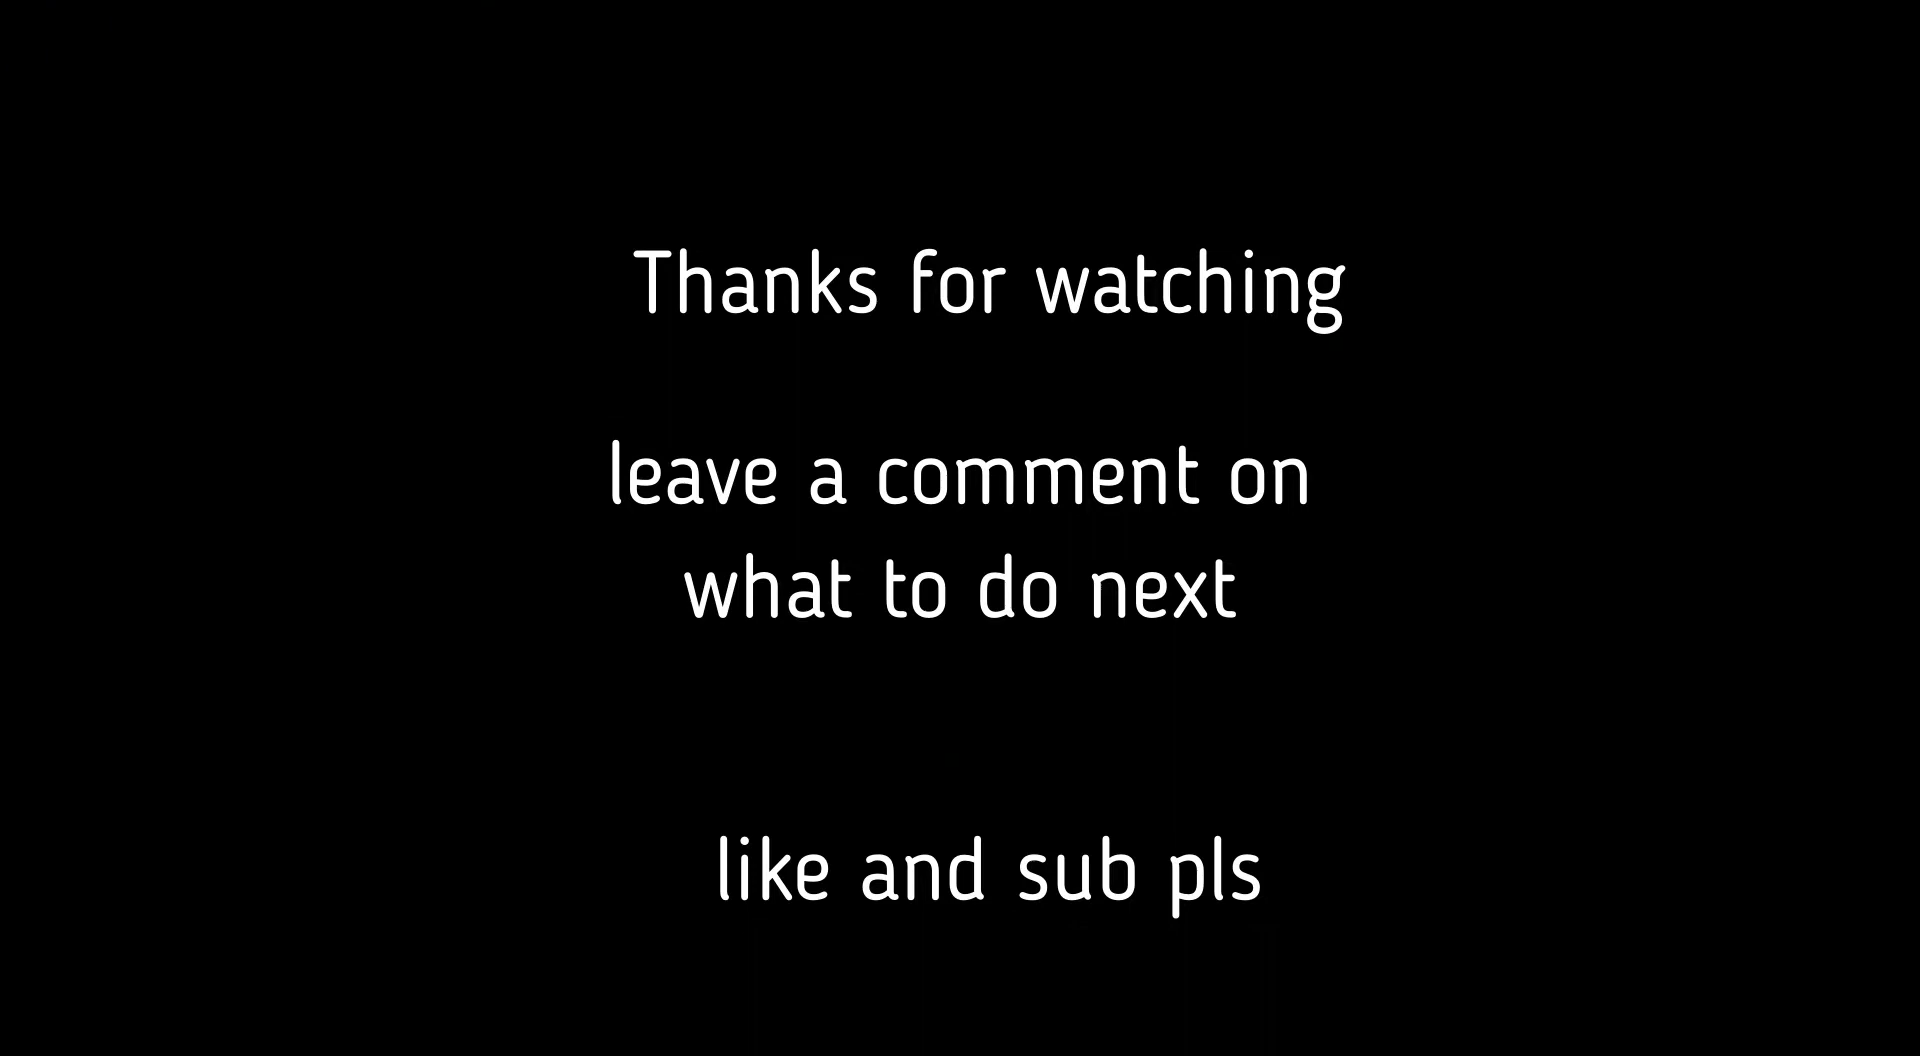 Thanks for watching
leave a comment on
what to do next
like and sub pls